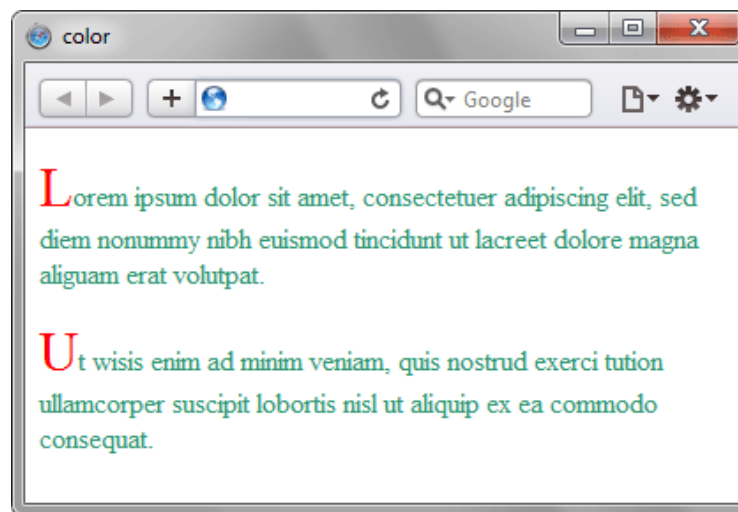 color
Google
Lorem ipsum dolor sit amet, consectetuer adipiscing elit, sed
diem nonummy nibh euismod tincidunt ut lacreet dolore magna
aliguam erat volutpat.
Ut wisis enim ad minim veniam, quis nostrud exerci tution
ullamcorper suscipit lobortis nisl ut aliquip ex ea commodo
consequat.